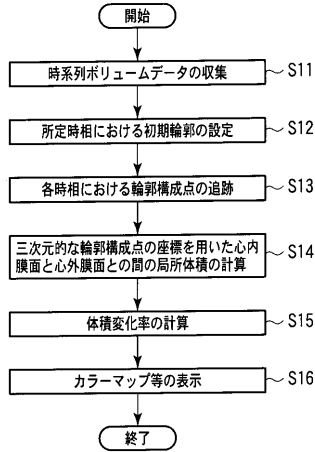 開始
時系列ボリュームデータの収集 S11
所定時相における初期輪郭の設定 S12
各時相における輪郭構成点の追跡 S13
三次元的な輪郭構成点の座標を用いた心内
膜面と心外膜面との間の局所体積の計算 S14
体積変化率の計算 S15
カラーマップ等の表示 S16
終了